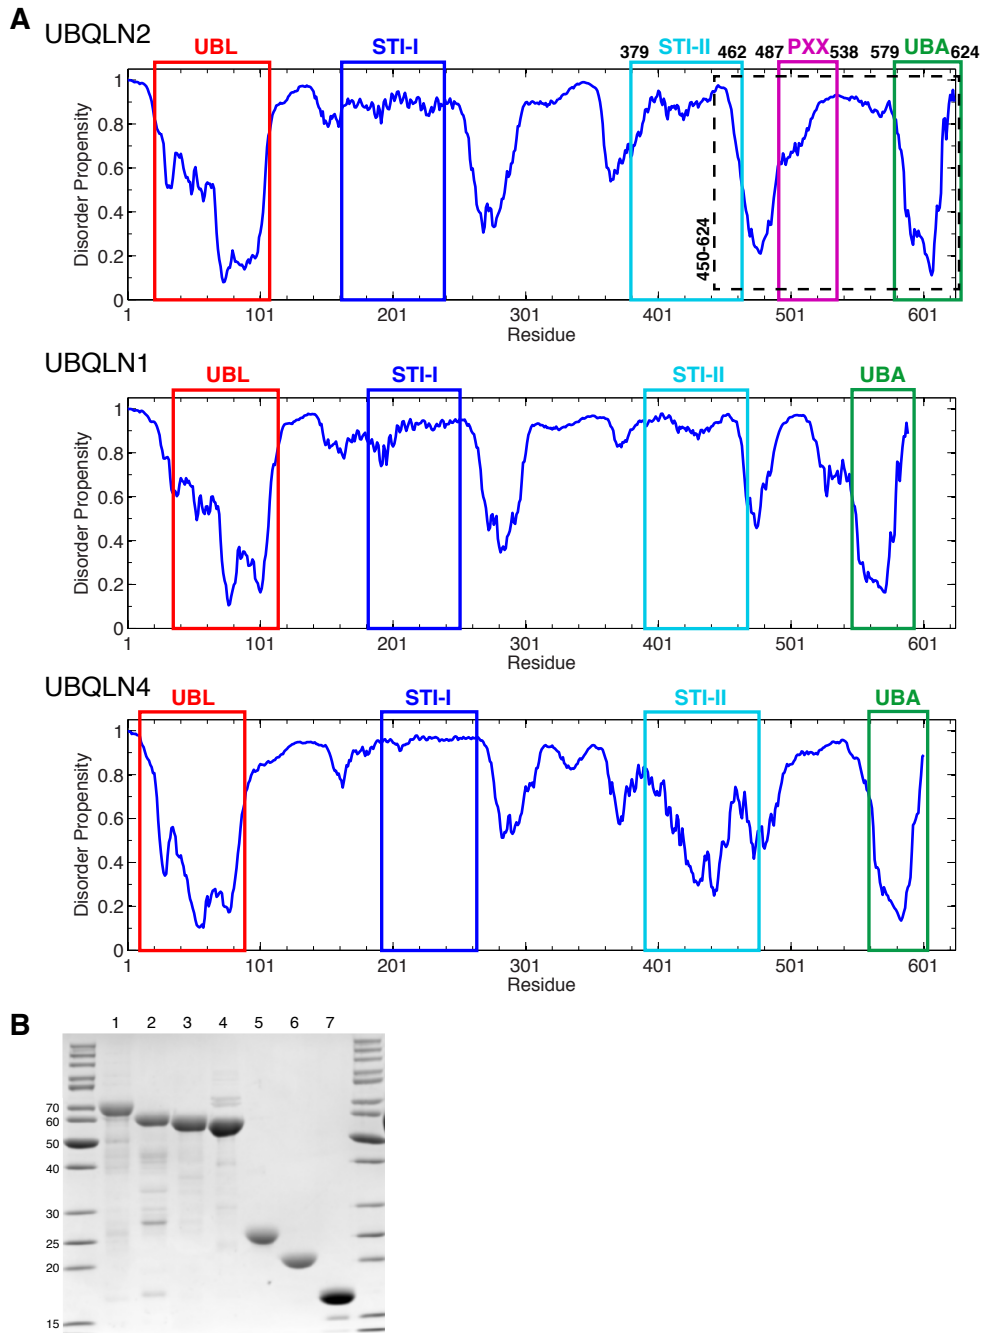 A
UBQLN2
UBL
STI-I
379 STI-II 462 487 PXX 538 579 UBA 624
Disorder Propensity
1
0.8
0.6
0.4
0.2
0
450-624
1 101 201 301 401 501 601
Residue
UBQLN1
UBL STI-I STI-II UBA
Disorder Propensity
1
0.8
0.6
0.4
0.2
0
1 101 201 301 401 501 601
Residue
UBQLN4
UBL STI-I STI-II UBA
Disorder Propensity
1
0.8
0.6
0.4
0.2
0
1 101 201 301 401 501 601
Residue
B
1 2 3 4 5 6 7
70
60
50
40
30
25
20
15